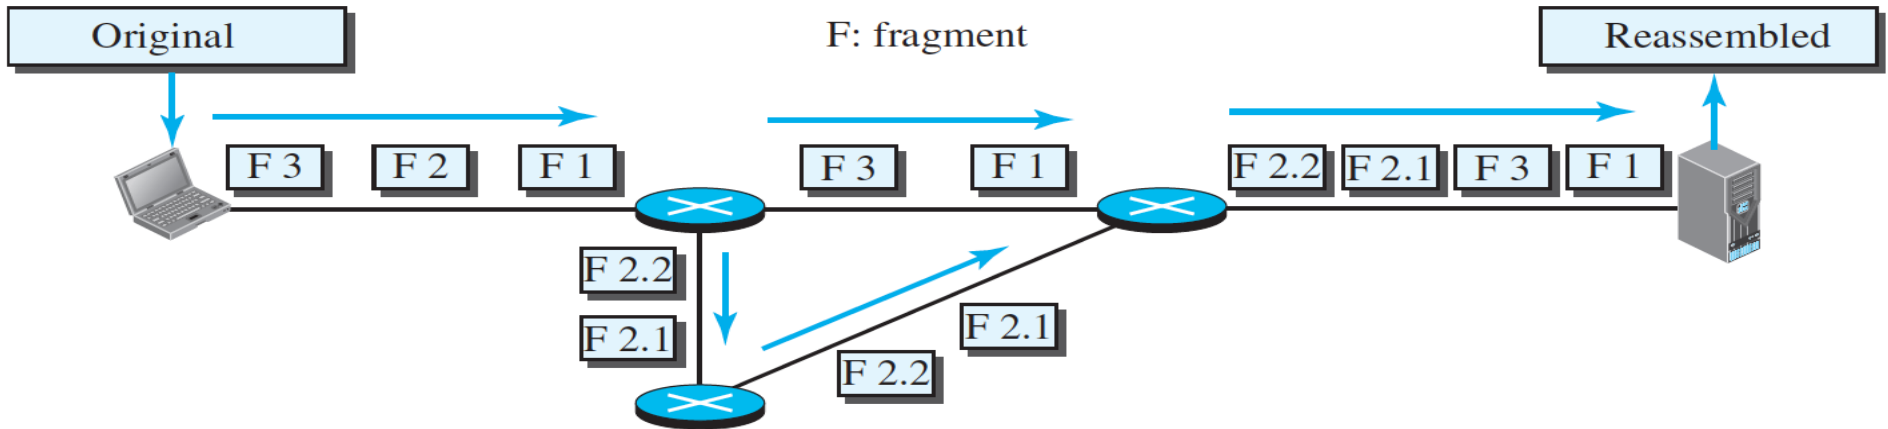 Original
F: fragment
Reassembled
F 3
F 2
F 1
F 3
F 1
F 2.2
F 2.1
F 3
F 1
F 2.2
F 2.1
F 2.1
F 2.2